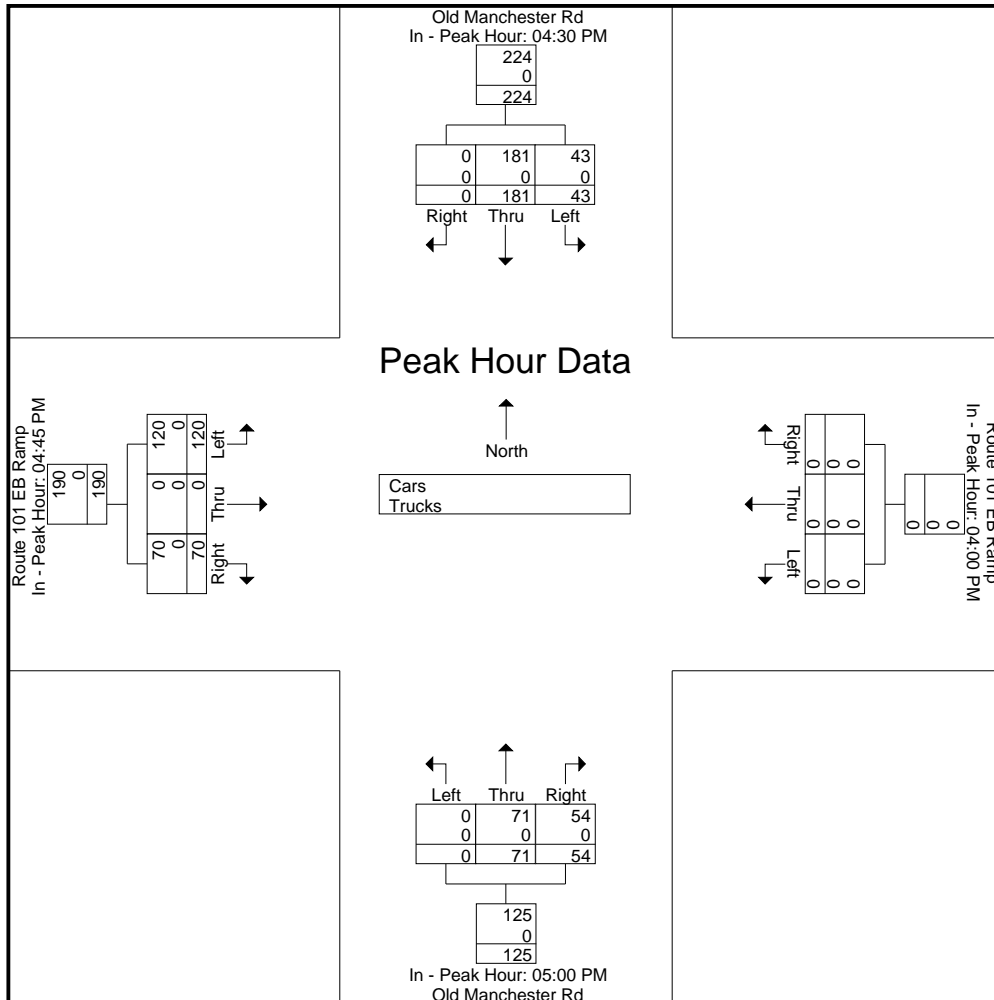 Old Manchester Rd
In - Peak Hour: 04:30 PM
224
0
224
0 181 43
0 0 0
0 181 43
Right Thru Left
Peak Hour Data
North
Cars
Trucks
Route 101 EB Ramp
In - Peak Hour: 04:45 PM
190
0
190
120 0 120
0 0 0
70 0 70
Left
Thru
Right
Route 101 EB Ramp
In - Peak Hour: 04:00 PM
0
0
0
0 0 0
0 0 0
0 0 0
Right
Thru
Left
Left Thru Right
0 71 54
0 0 0
0 71 54
125
0
125
In - Peak Hour: 05:00 PM
Old Manchester Rd